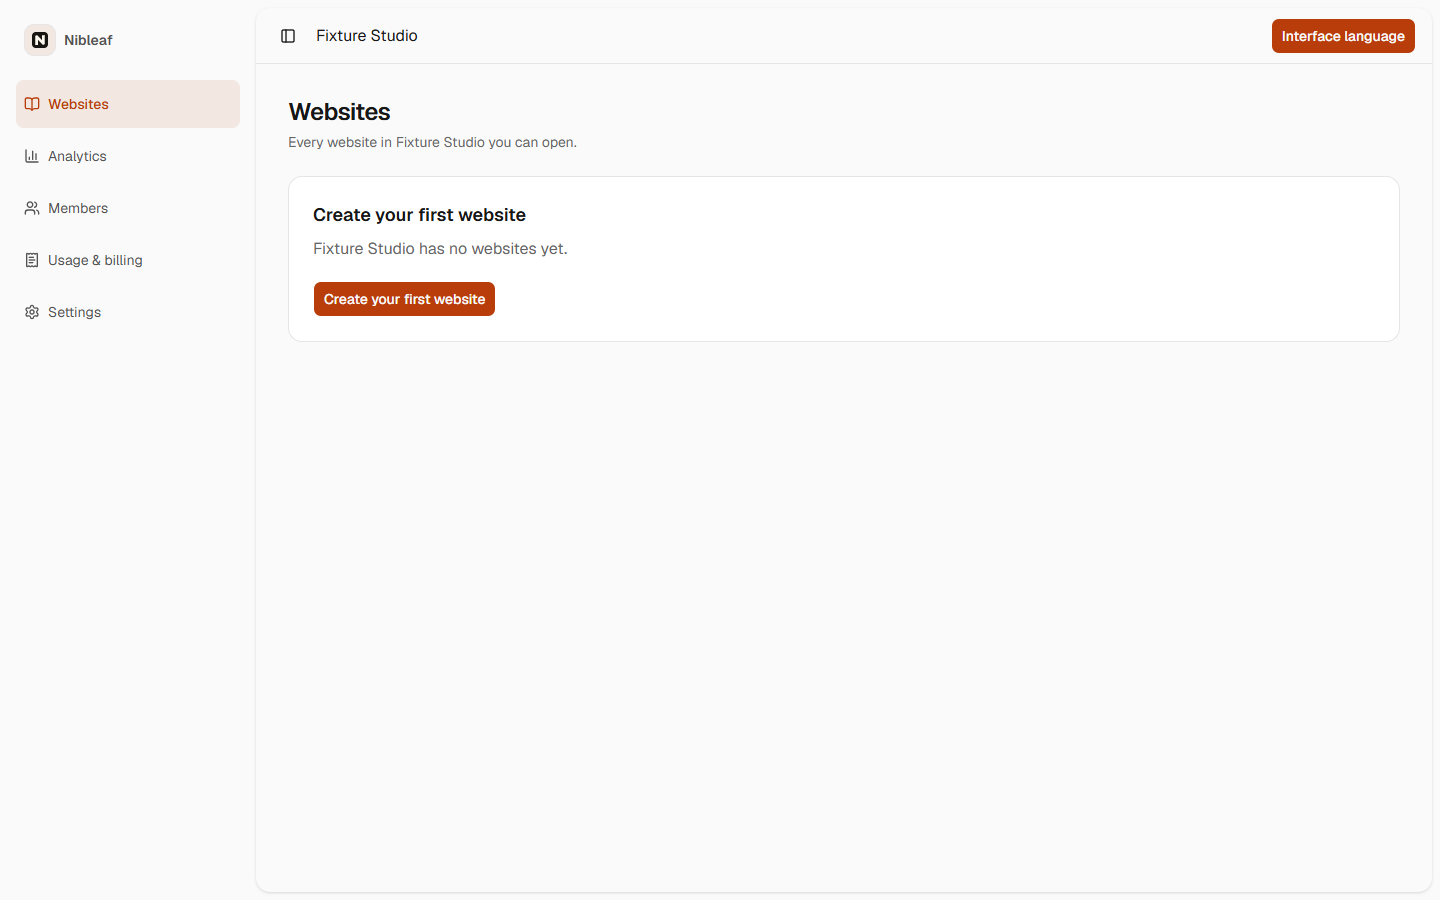 Nibleaf
Websites
Analytics
Members
Usage & billing
Settings
Fixture Studio
Interface language
Websites
Every website in Fixture Studio you can open.
Create your first website
Fixture Studio has no websites yet.
Create your first website